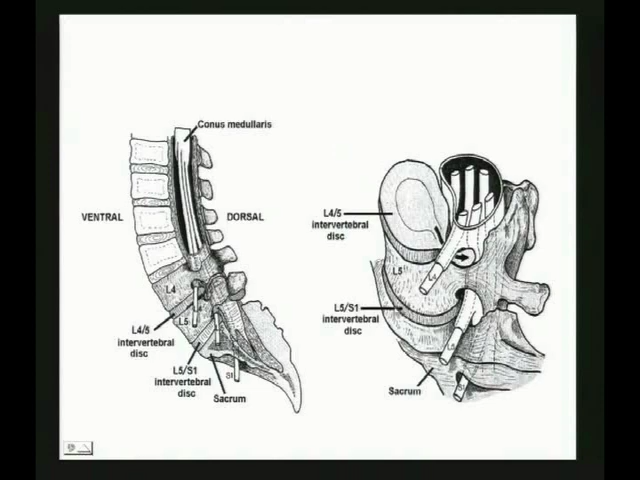 Conus medullaris
VENTRAL
DORSAL
L4
L5
L4/5
intervertebral
disc
L5/S1
intervertebral
disc
S1
Sacrum
L4/5
intervertebral
disc
L5
L5/S1
intervertebral
disc
Sacrum